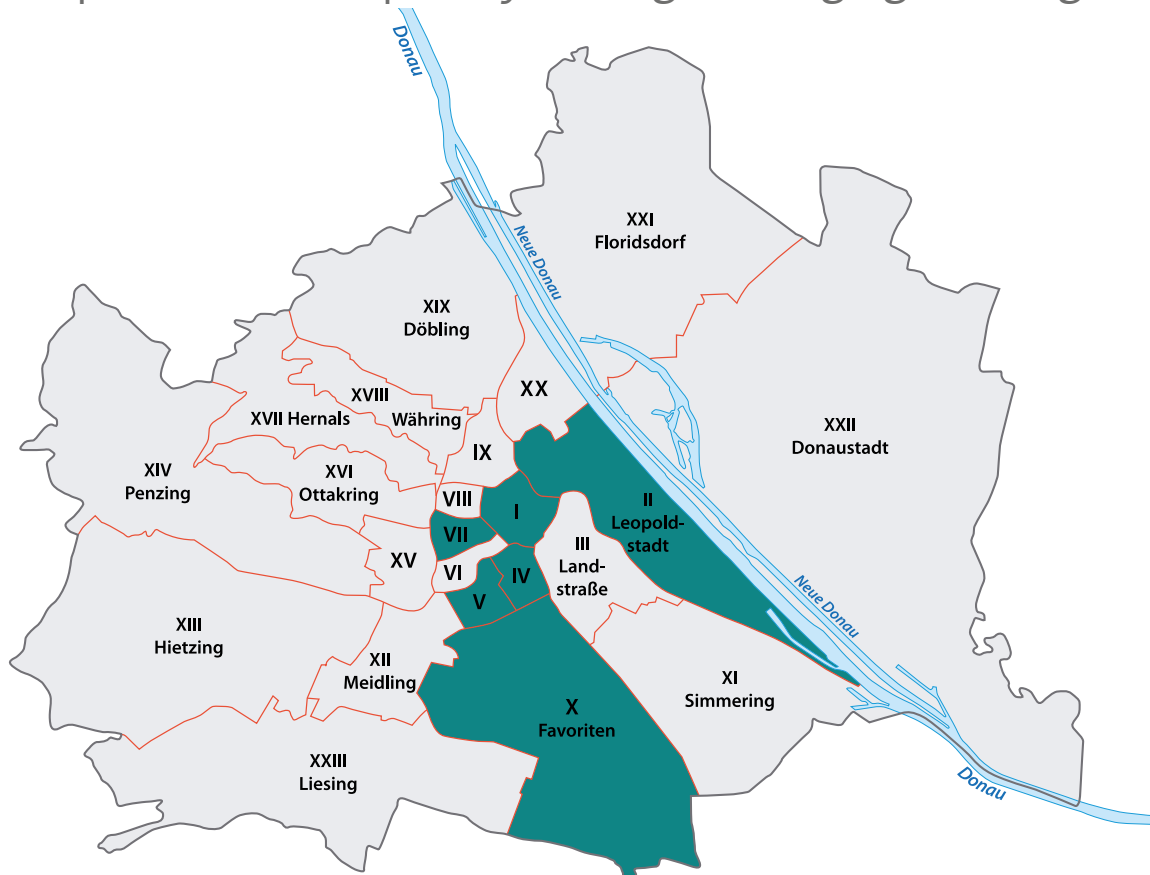 Donau
Neue Donau
XXI
Floridsdorf
XIX
Döbling
XX
XVIII
Währing
XVII Hernals
XXII
Donaustadt
IX
XVI
Ottakring
XIV
Penzing
VIII
I
II
Leopold-
stadt
VII
III
Land-
straße
XV
VI
IV
V
Neue Donau
XIII
Hietzing
XII
Meidling
XI
Simmering
X
Favoriten
XXIII
Liesing
Donau